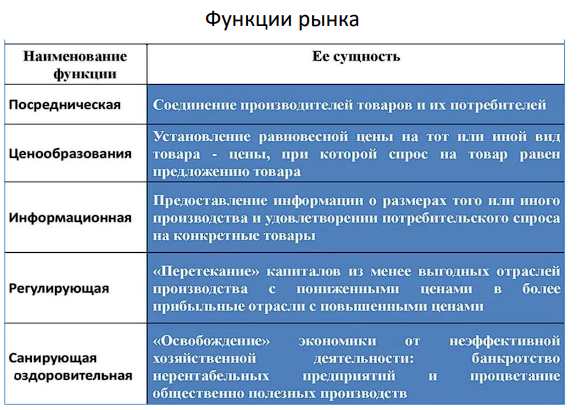 Функции рынка
Наименование
функции
Ее сущность
Посредническая
Соединение производителей товаров и их потребителей
Ценообразования
Установление равновесной цены на тот или иной вид
товара - цены, при которой спрос на товар равен
предложению товара
Информационная
Предоставление информации о размерах того или иного
производства и удовлетворении потребительского спроса
на конкретные товары
Регулирующая
«Перетекание» капиталов из менее выгодных отраслей
производства с пониженными ценами в более
прибыльные отрасли с повышенными ценами
Санирующая
оздоровительная
«Освобождение» экономики от неэффективной
хозяйственной деятельности: банкротство
нерентабельных предприятий и процветание
общественно полезных производств